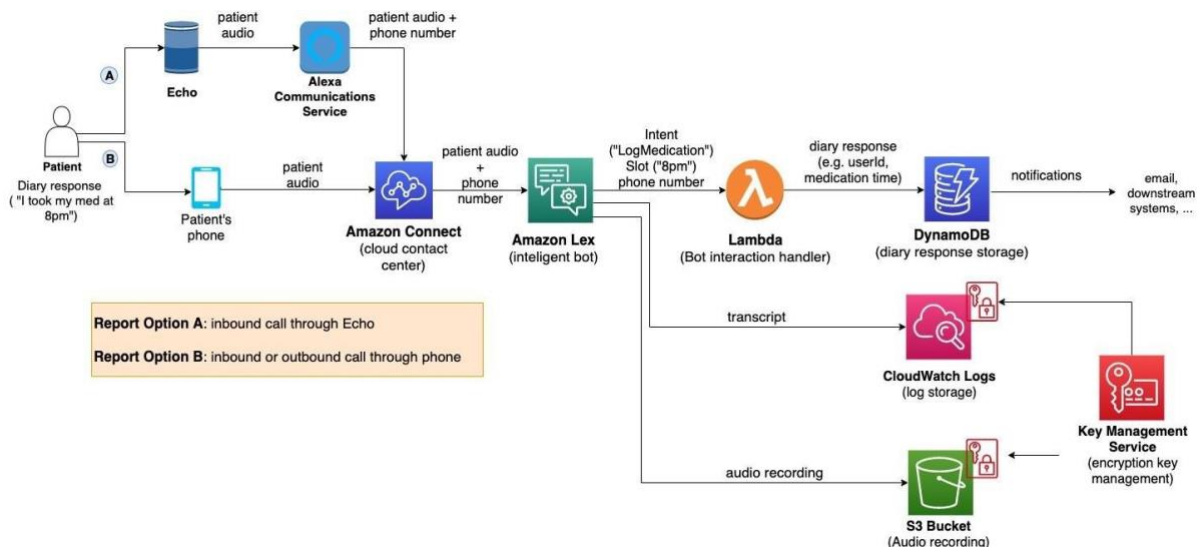 patient
audio
patient audio +
phone number
A
Echo
Alexa
Communications
Service
B
Patient
Diary response
( "I took my med at
8pm")
Patient's
phone
patient
audio
Amazon Connect
(cloud contact
center)
patient audio
+
phone
number
Amazon Lex
(inteligent bot)
Intent
("LogMedication")
Slot ("8pm")
phone number
Lambda
(Bot interaction handler)
diary response
(e.g. userId,
medication time)
DynamoDB
(diary response storage)
notifications
email,
downstream
systems, ...
transcript
CloudWatch Logs
(log storage)
Key Management
Service
(encryption key
management)
audio recording
S3 Bucket
(Audio recording)
Report Option A: inbound call through Echo
Report Option B: inbound or outbound call through phone